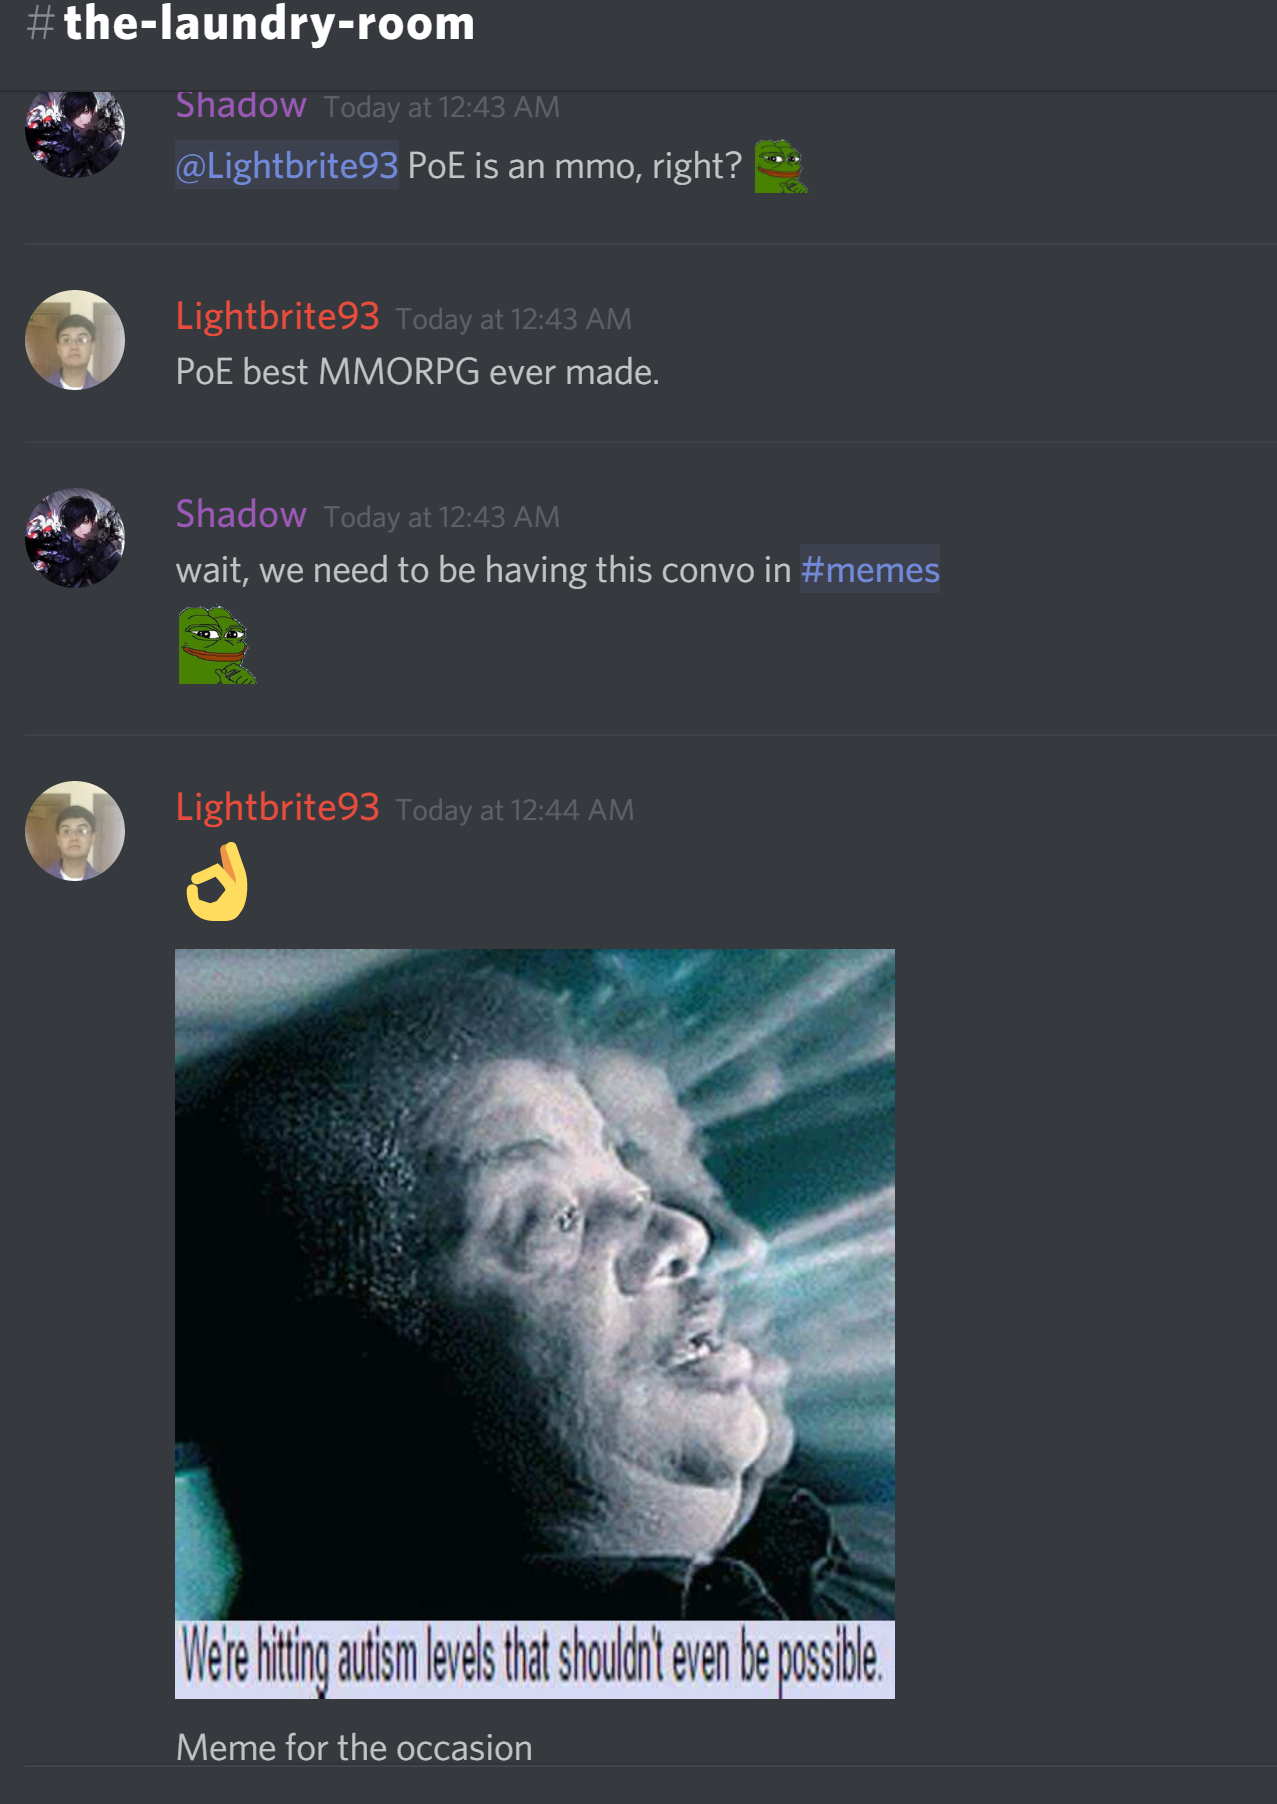 # the-laundry-room
Shadow Today at 12:43 AM
@Lightbrite93 PoE is an mmo, right?
Lightbrite93 Today at 12:43 AM
PoE best MMORPG ever made.
Shadow Today at 12:43 AM
wait, we need to be having this convo in #memes
Lightbrite93 Today at 12:44 AM
We're hitting autism levels that shouldn't even be possible.
Meme for the occasion